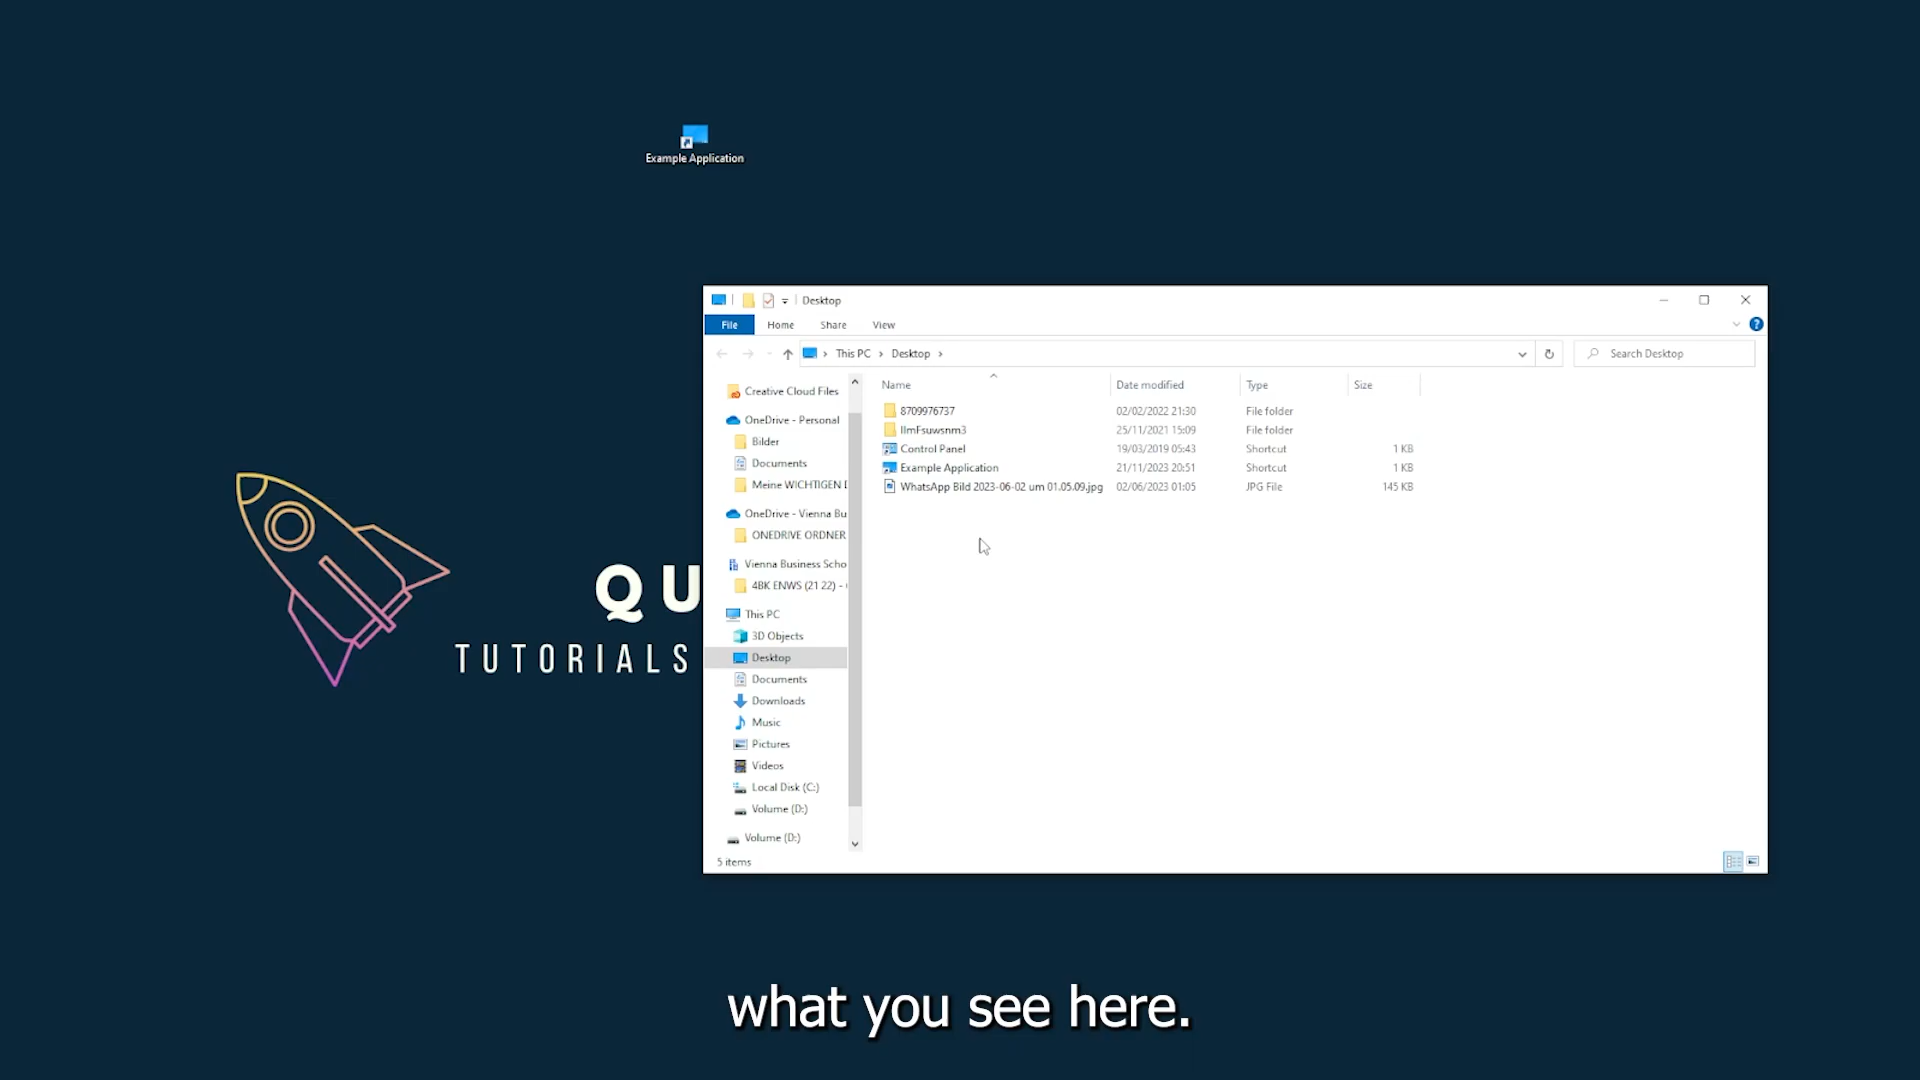 Example Application
QU
TUTORIALS
Desktop
File Home Share View
This PC > Desktop >
Search Desktop
Creative Cloud Files
OneDrive - Personal
Bilder
Documents
Meine WICHTIGEN
OneDrive - Vienna Bu
ONEDRIVE ORDNER
Vienna Business Scho
4BK ENWS (21 22) -
This PC
3D Objects
Desktop
Documents
Downloads
Music
Pictures
Videos
Local Disk (C:)
Volume (D:)
Volume (D:)
Name Date modified Type Size
8709976737 02/02/2022 21:30 File folder
IlmFsuwsnm3 25/11/2021 15:09 File folder
Control Panel 19/03/2019 05:43 Shortcut 1 KB
Example Application 21/11/2023 20:51 Shortcut 1 KB
WhatsApp Bild 2023-06-02 um 01.05.09.jpg 02/06/2023 01:05 JPG File 145 KB
5 items
what you see here.